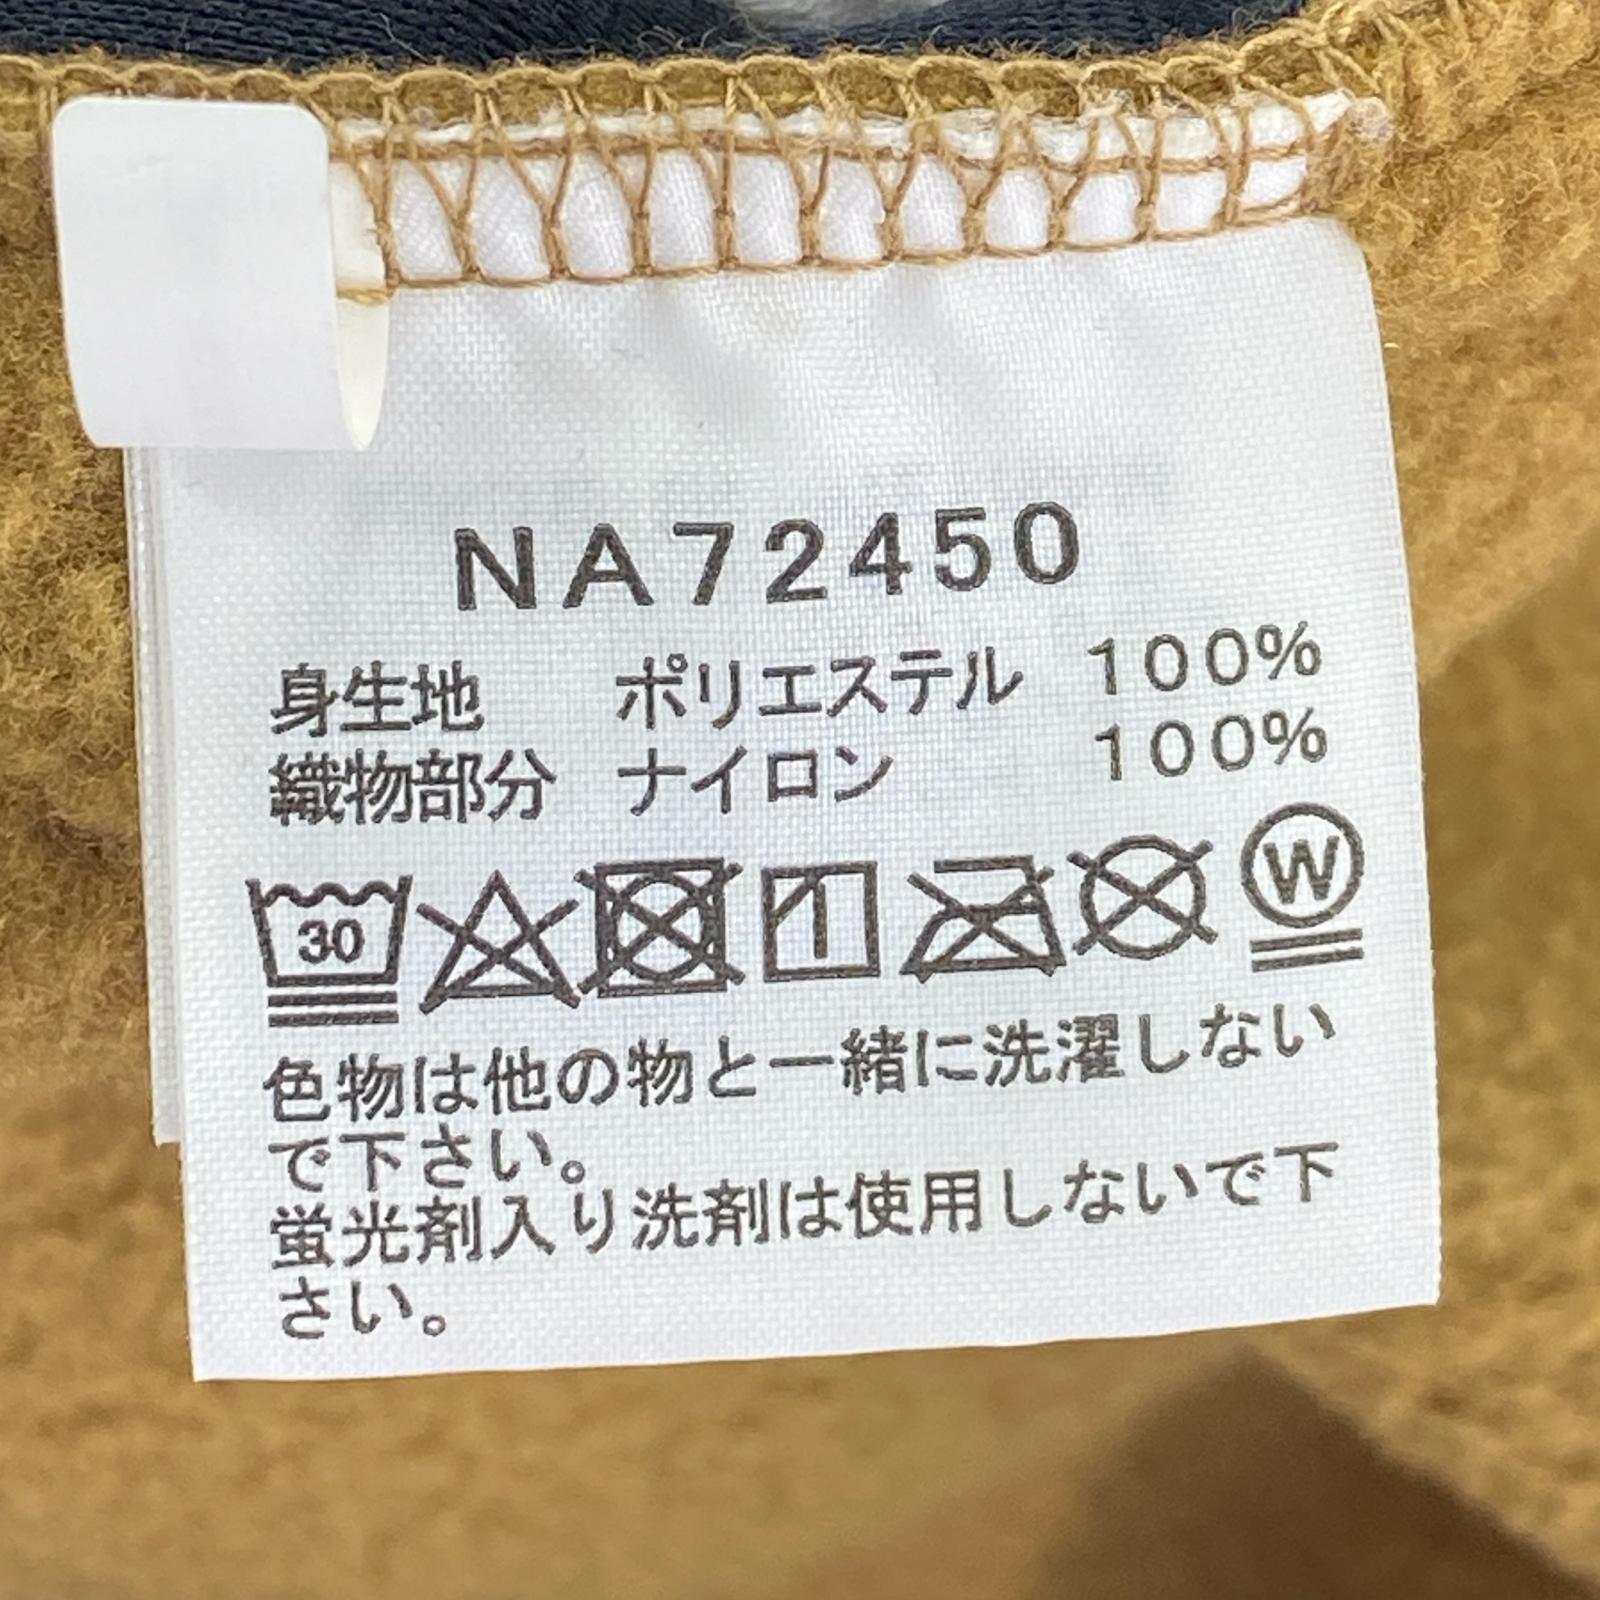 NA72450
身生地 ポリエステル 100%
織物部分 ナイロン 100%
30 W
色物は他の物と一緒に洗濯しない
で下さい。
蛍光剤入り洗剤は使用しないで下
さい。